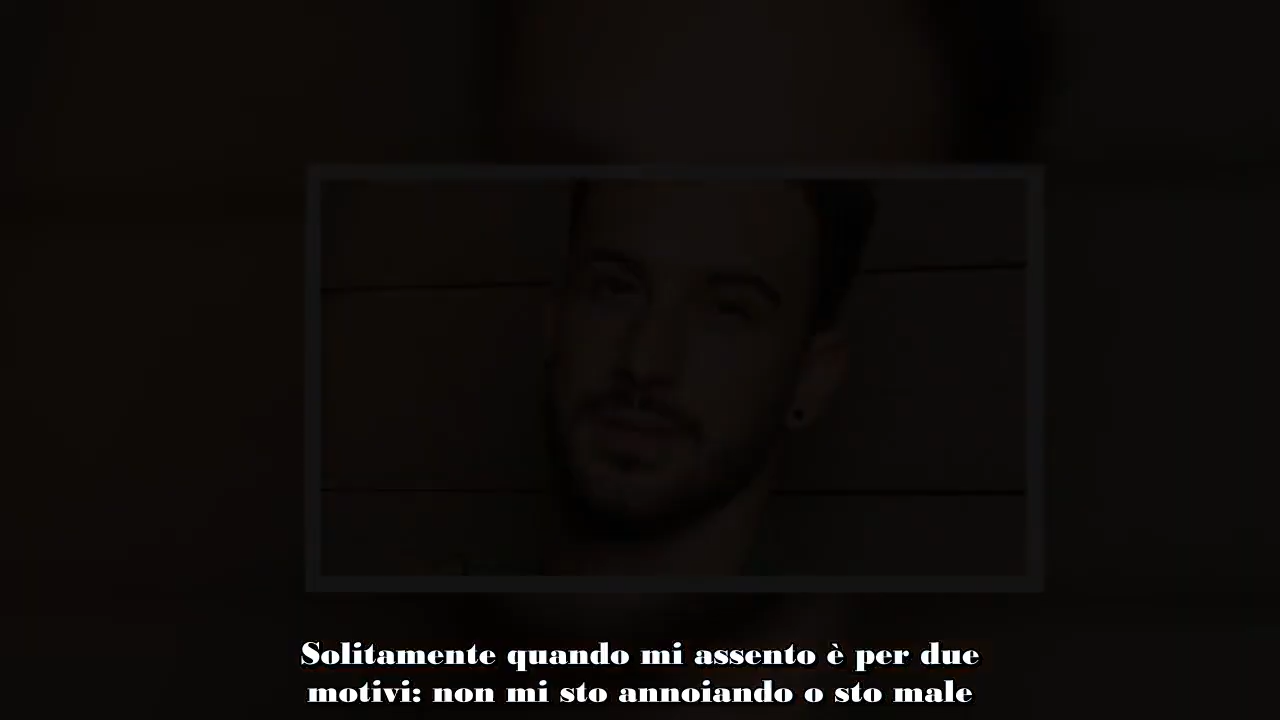 Solitamente quando mi assento è per due
motivi: non mi sto annoiando o sto male